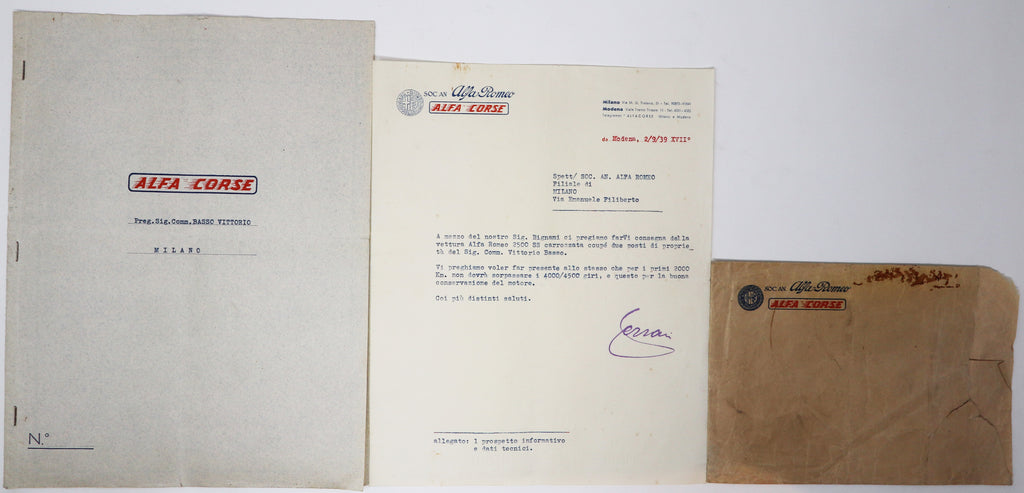 ALFA CORSE
Preg.Sig.Comm.BASSO VITTORIO
MILANO
N.°
SOC. AN. Alfa Romeo
ALFA CORSE
Milano
Modena
da Modena, 2/9/39 XVII°
Spett/ SOC. AN. ALFA ROMEO
Filiale di
MILANO
Via Emanuele Filiberto
A mezzo del nostro Sig. Bignami ci pregiamo farVi consegna della
vettura Alfa Romeo 2500 SS carrozzata coupé due posti di proprie
tà del Sig. Comm. Vittorio Basso.
Vi preghiamo voler far presente allo stesso che per i primi 2000
Km. non dovrà sorpassare i 4000/4500 giri, e questo per la buona
conservazione del motore.
Coi più distinti saluti.
Ferrari
allegato: 1 prospetto informativo
e dati tecnici.
SOC. AN. Alfa Romeo
ALFA CORSE